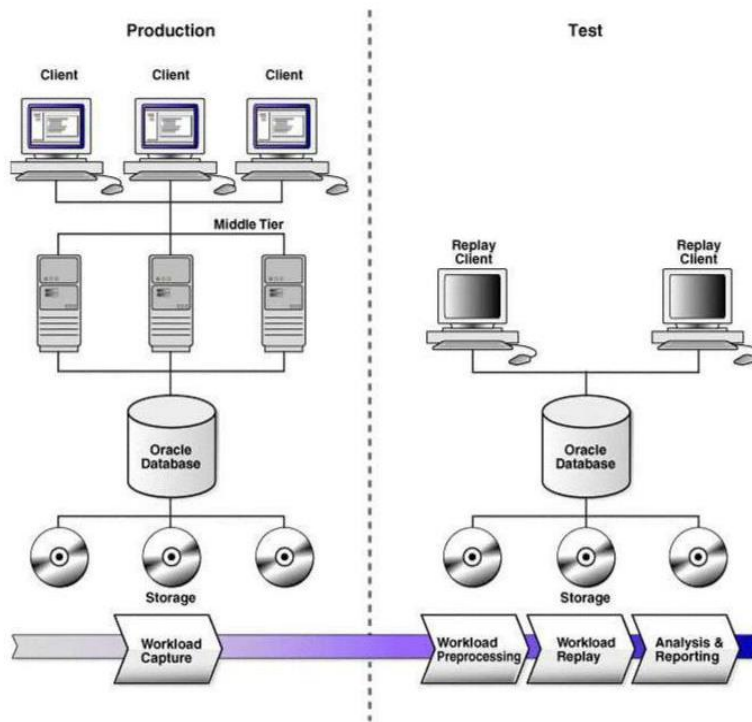 Production
Test
Client
Client
Client
Middle Tier
Replay
Client
Replay
Client
Oracle
Database
Oracle
Database
Storage
Storage
Workload
Capture
Workload
Preprocessing
Workload
Replay
Analysis &
Reporting